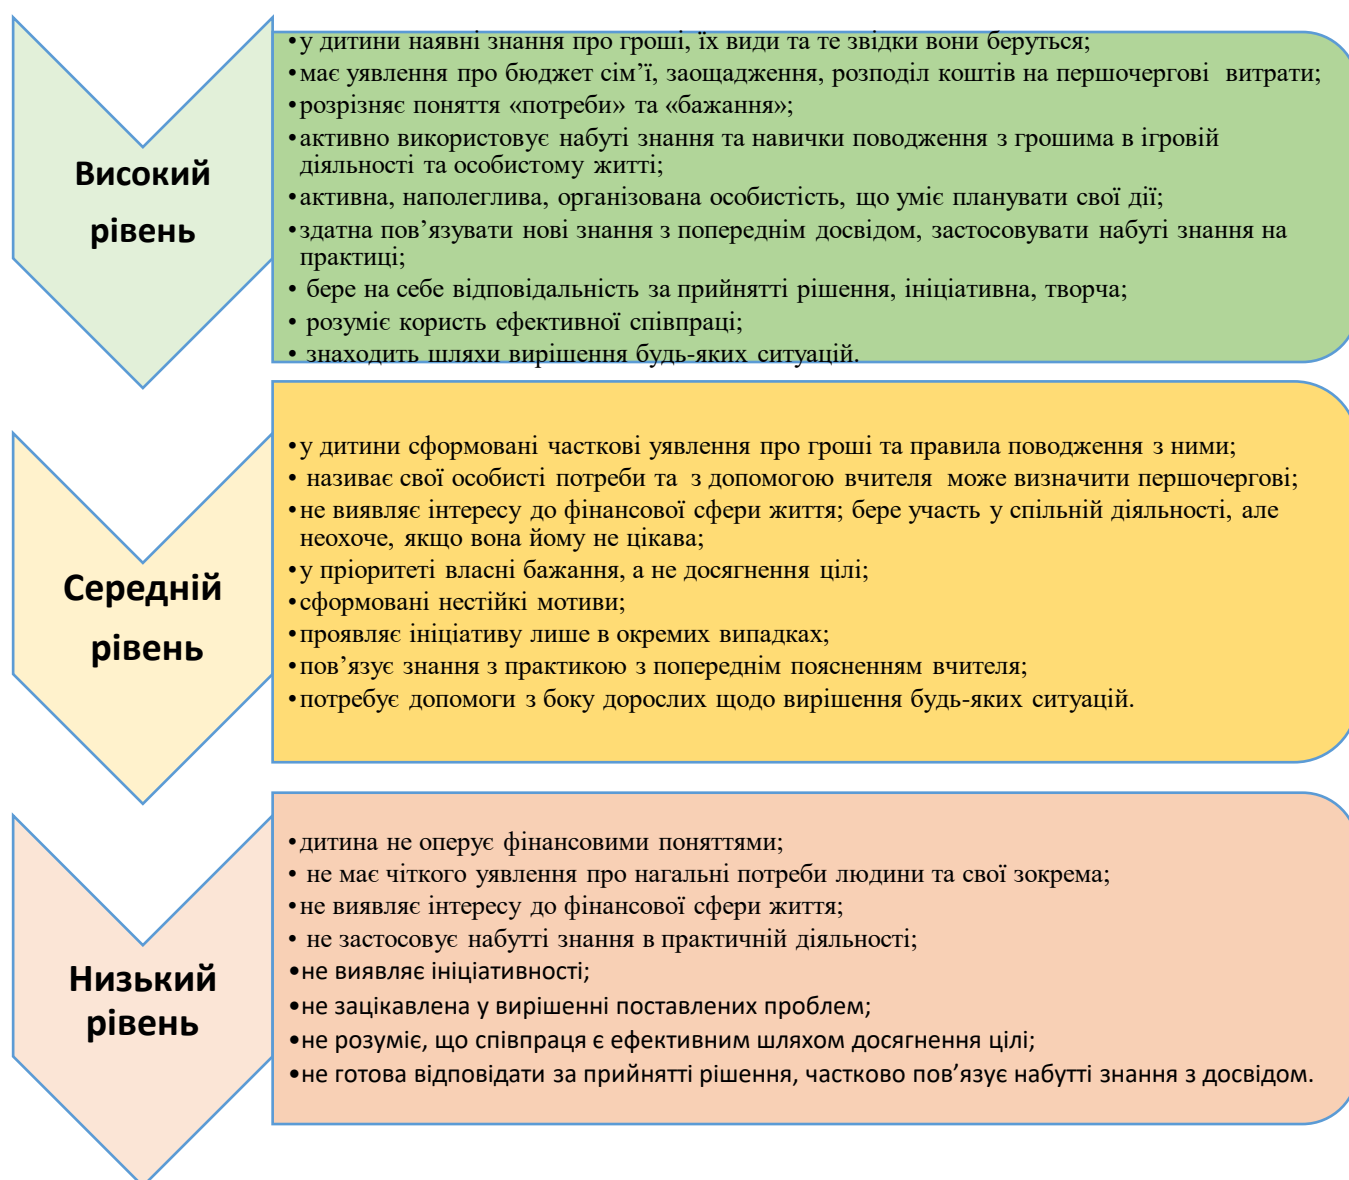 Високий
рівень
•у дитини наявні знання про гроші, їх види та те звідки вони беруться;
•має уявлення про бюджет сім’ї, заощадження, розподіл коштів на першочергові витрати;
•розрізняє поняття «потреби» та «бажання»;
•активно використовує набуті знання та навички поводження з грошима в ігровій
діяльності та особистому житті;
•активна, наполеглива, організована особистість, що уміє планувати свої дії;
•здатна пов’язувати нові знання з попереднім досвідом, застосовувати набуті знання на
практиці;
• бере на себе відповідальність за прийнятті рішення, ініціативна, творча;
• розуміє користь ефективної співпраці;
• знаходить шляхи вирішення будь-яких ситуацій.
Середній
рівень
•у дитини сформовані часткові уявлення про гроші та правила поводження з ними;
• називає свої особисті потреби та з допомогою вчителя може визначити першочергові;
•не виявляє інтересу до фінансової сфери життя; бере участь у спільній діяльності, але
неохоче, якщо вона йому не цікава;
•у пріоритеті власні бажання, а не досягнення цілі;
•сформовані нестійкі мотиви;
•проявляє ініціативу лише в окремих випадках;
•пов’язує знання з практикою з попереднім поясненням вчителя;
•потребує допомоги з боку дорослих щодо вирішення будь-яких ситуацій.
Низький
рівень
•дитина не оперує фінансовими поняттями;
• не має чіткого уявлення про нагальні потреби людини та свої зокрема;
•не виявляє інтересу до фінансової сфери життя;
• не застосовує набутті знання в практичній діяльності;
•не виявляє ініціативності;
•не зацікавлена у вирішенні поставлених проблем;
•не розуміє, що співпраця є ефективним шляхом досягнення цілі;
•не готова відповідати за прийнятті рішення, частково пов’язує набутті знання з досвідом.